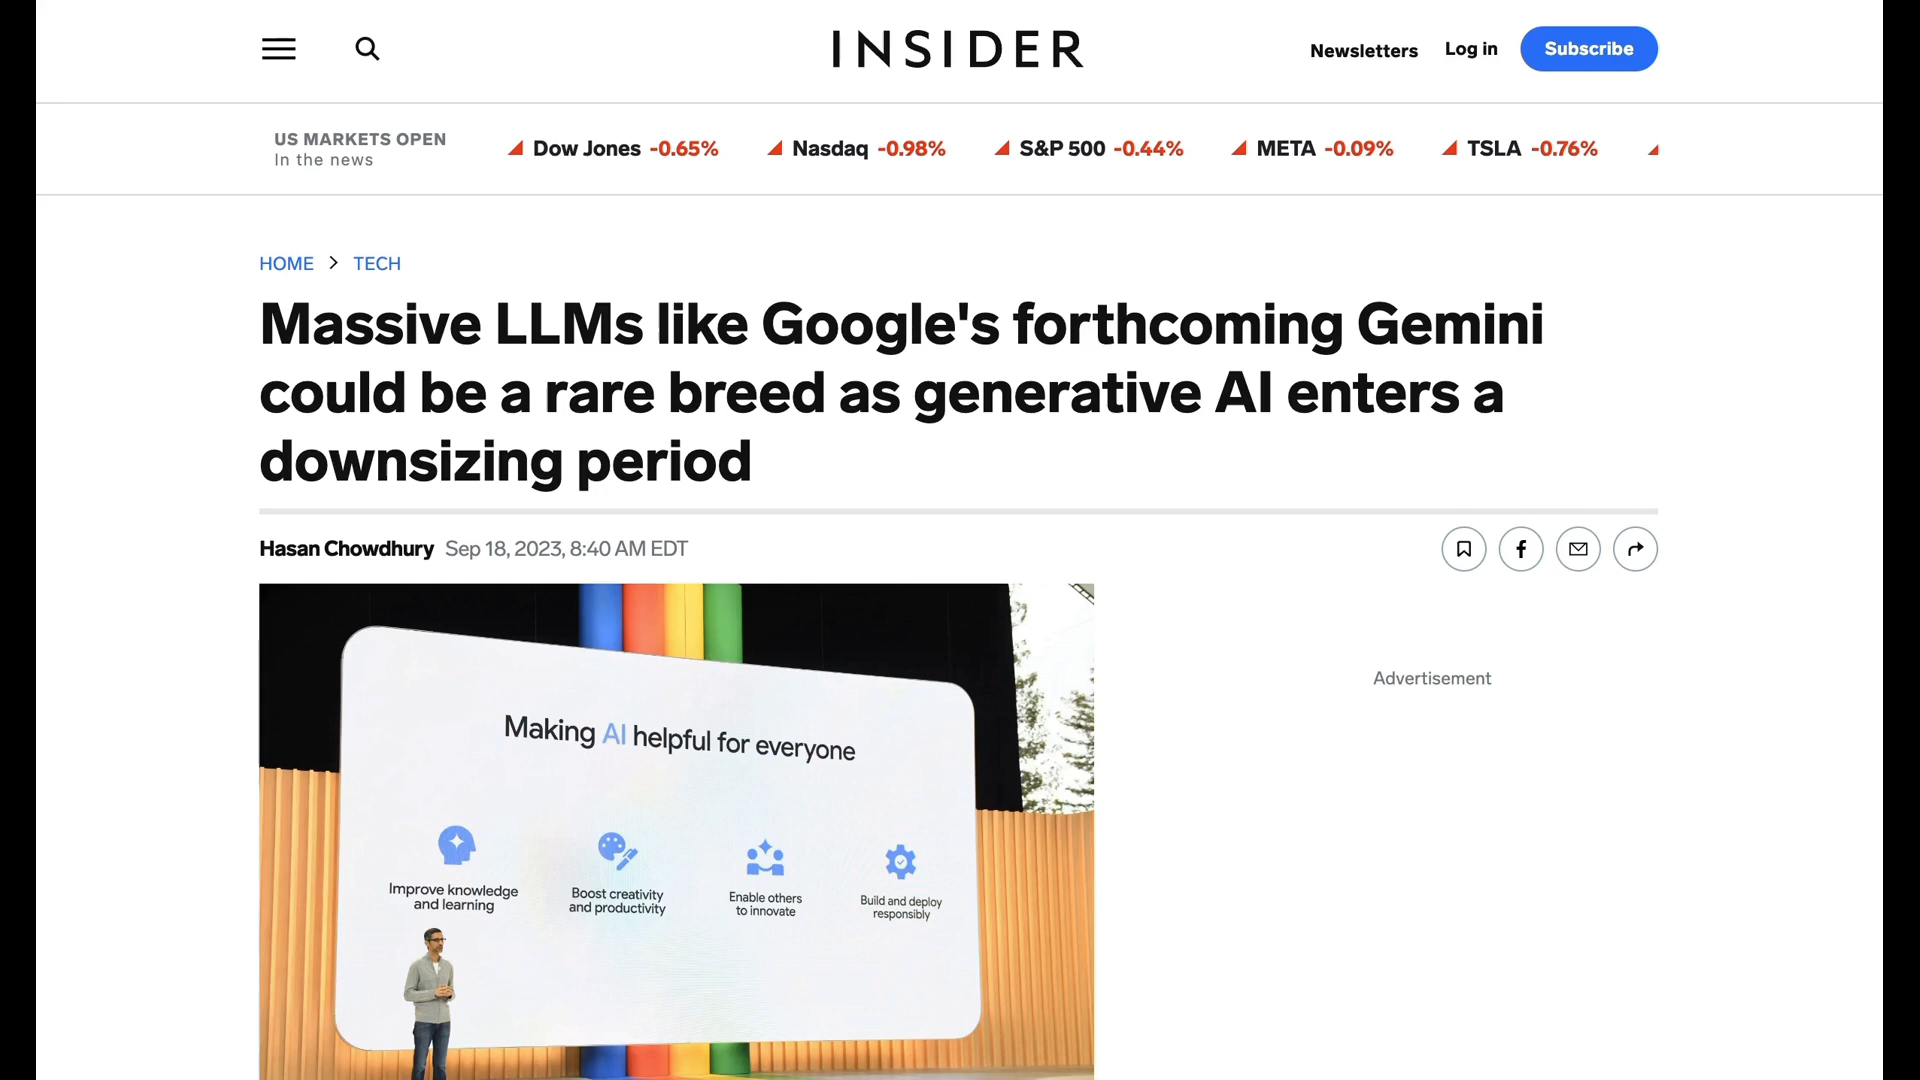 INSIDER
Newsletters
Log in
Subscribe
US MARKETS OPEN
In the news
Dow Jones -0.65%
Nasdaq -0.98%
S&P 500 -0.44%
META -0.09%
TSLA -0.76%
HOME
TECH
Massive LLMs like Google's forthcoming Gemini
could be a rare breed as generative AI enters a
downsizing period
Hasan Chowdhury Sep 18, 2023, 8:40 AM EDT
Advertisement
Making AI helpful for everyone
Improve knowledge
and learning
Boost creativity
and productivity
Enable others
to innovate
Build and deploy
responsibly